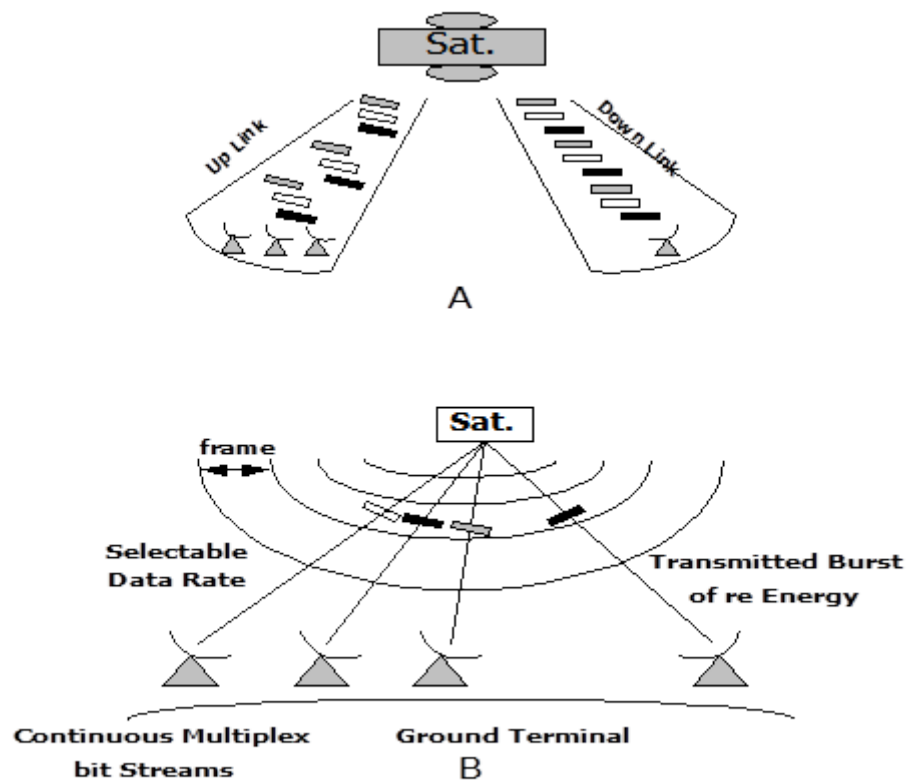 Sat.
Up Link
Down Link
A
Sat.
frame
Selectable
Data Rate
Transmitted Burst
of re Energy
Continuous Multiplex
bit Streams
Ground Terminal
B